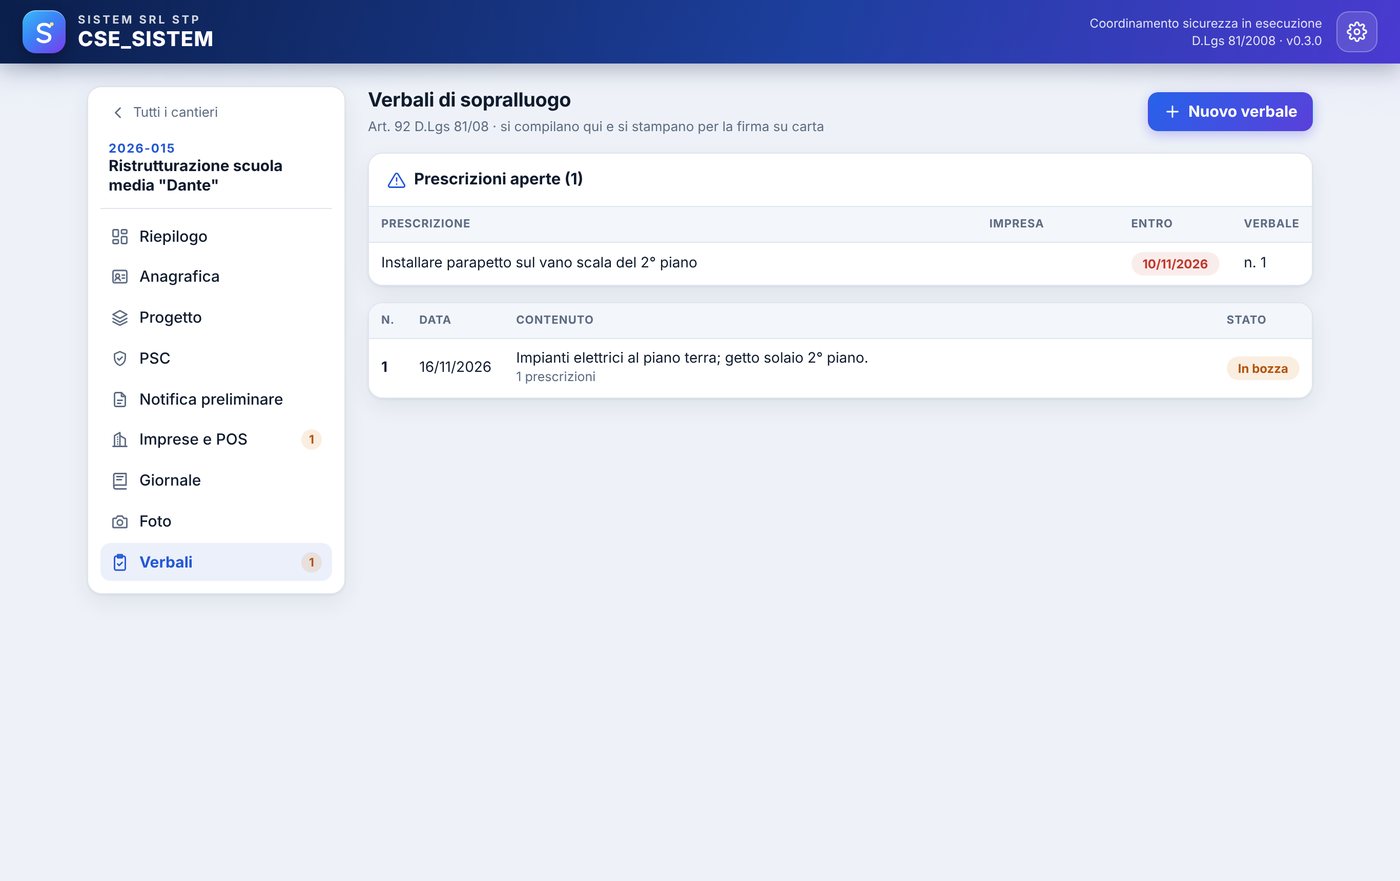 SISTEM SRL STP
CSE_SISTEM
Coordinamento sicurezza in esecuzione
D.Lgs 81/2008 · v0.3.0
Tutti i cantieri
2026-015
Ristrutturazione scuola
media "Dante"
Riepilogo
Anagrafica
Progetto
PSC
Notifica preliminare
Imprese e POS 1
Giornale
Foto
Verbali 1
Verbali di sopralluogo
Art. 92 D.Lgs 81/08 · si compilano qui e si stampano per la firma su carta
+ Nuovo verbale
Prescrizioni aperte (1)
PRESCRIZIONE IMPRESA ENTRO VERBALE
Installare parapetto sul vano scala del 2° piano 10/11/2026 n. 1
N. DATA CONTENUTO STATO
1 16/11/2026 Impianti elettrici al piano terra; getto solaio 2° piano. In bozza
1 prescrizioni